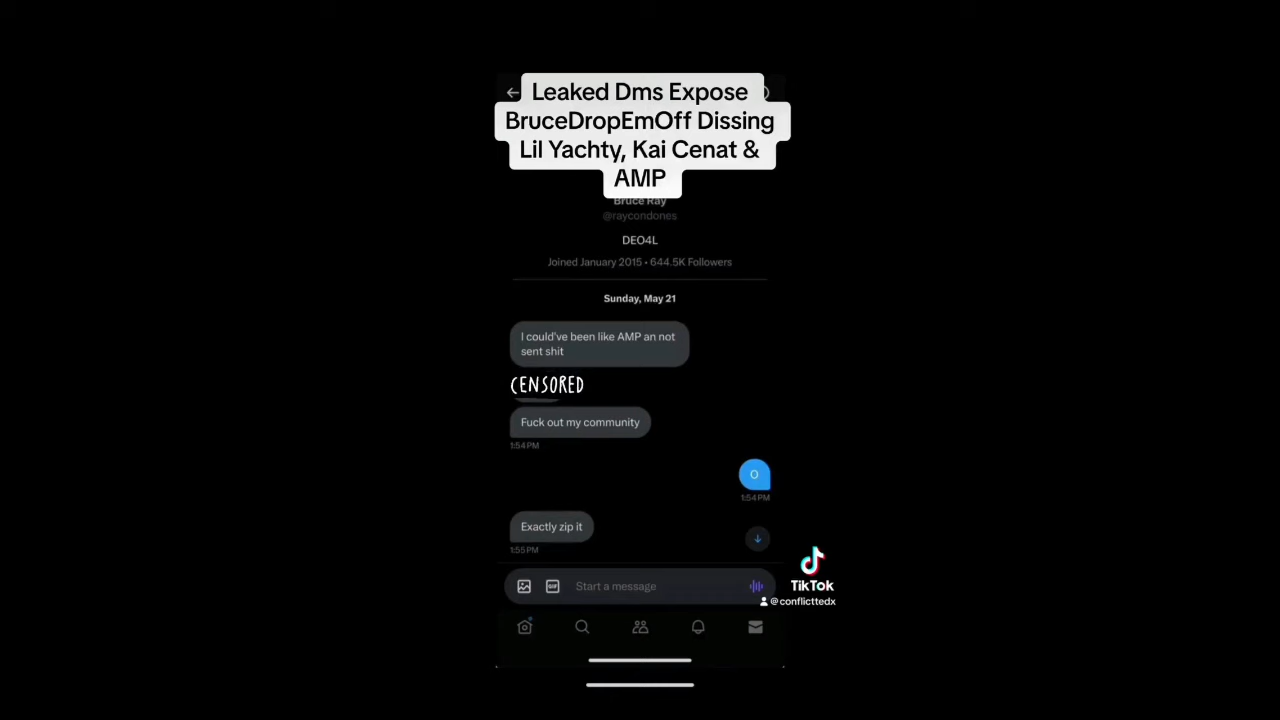 Leaked Dms Expose
BruceDropEmOff Dissing
Lil Yachty, Kai Cenat &
AMP
Bruce Ray
@raycondones
DEO4L
Joined January 2015 • 644.5K Followers
Sunday, May 21
I could've been like AMP an not
sent shit
CENSORED
Fuck out my community
1:54 PM
O
1:54 PM
Exactly zip it
1:55 PM
GIF
Start a message
TikTok
@conflicttedx